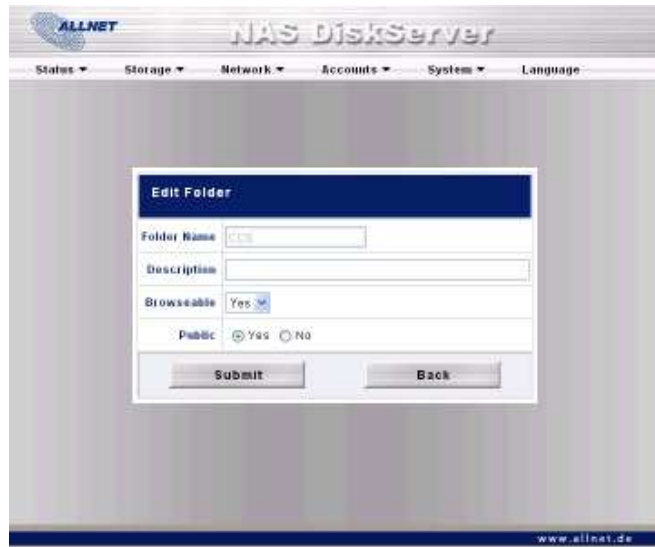 ALLNET
NAS DiskServer
Status Storage Network Accounts System Language
Edit Folder
Folder Name
Description
Browseable Yes
Public Yes No
Submit Back
www.allnet.de